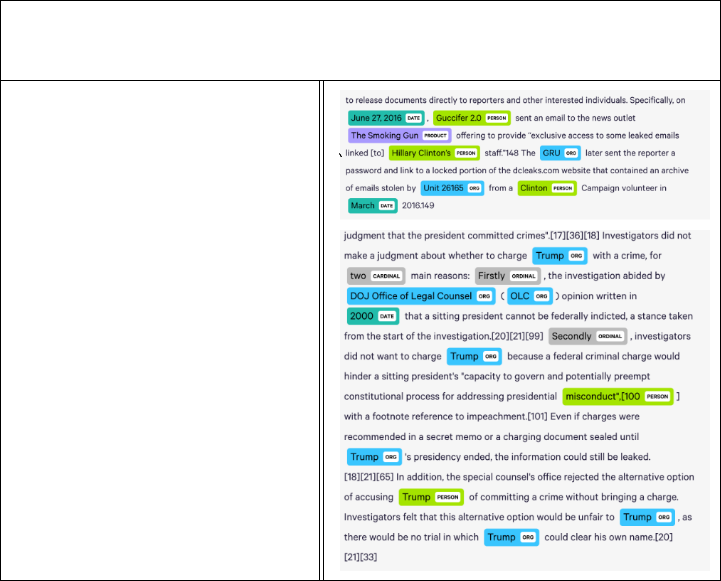 to release documents directly to reporters and other interested individuals. Specifically, on
June 27, 2016 DATE , Guccifer 2.0 PERSON sent an email to the news outlet
The Smoking Gun PRODUCT offering to provide "exclusive access to some leaked emails
linked [to] Hillary Clinton's PERSON staff."148 The GRU ORG later sent the reporter a
password and link to a locked portion of the dcleaks.com website that contained an archive
of emails stolen by Unit 26165 ORG from a Clinton PERSON Campaign volunteer in
March DATE 2016.149
judgment that the president committed crimes".[17][36][18] Investigators did not
make a judgment about whether to charge Trump ORG with a crime, for
two CARDINAL main reasons: Firstly ORDINAL , the investigation abided by
DOJ Office of Legal Counsel ORG ( OLC ORG ) opinion written in
2000 DATE that a sitting president cannot be federally indicted, a stance taken
from the start of the investigation.[20][21][99] Secondly ORDINAL , investigators
did not want to charge Trump ORG because a federal criminal charge would
hinder a sitting president's "capacity to govern and potentially preempt
constitutional process for addressing presidential misconduct",[100 PERSON ]
with a footnote reference to impeachment.[101] Even if charges were
recommended in a secret memo or a charging document sealed until
Trump ORG 's presidency ended, the information could still be leaked.
[18][21][65] In addition, the special counsel's office rejected the alternative option
of accusing Trump PERSON of committing a crime without bringing a charge.
Investigators felt that this alternative option would be unfair to Trump ORG , as
there would be no trial in which Trump ORG could clear his own name.[20]
[21][33]